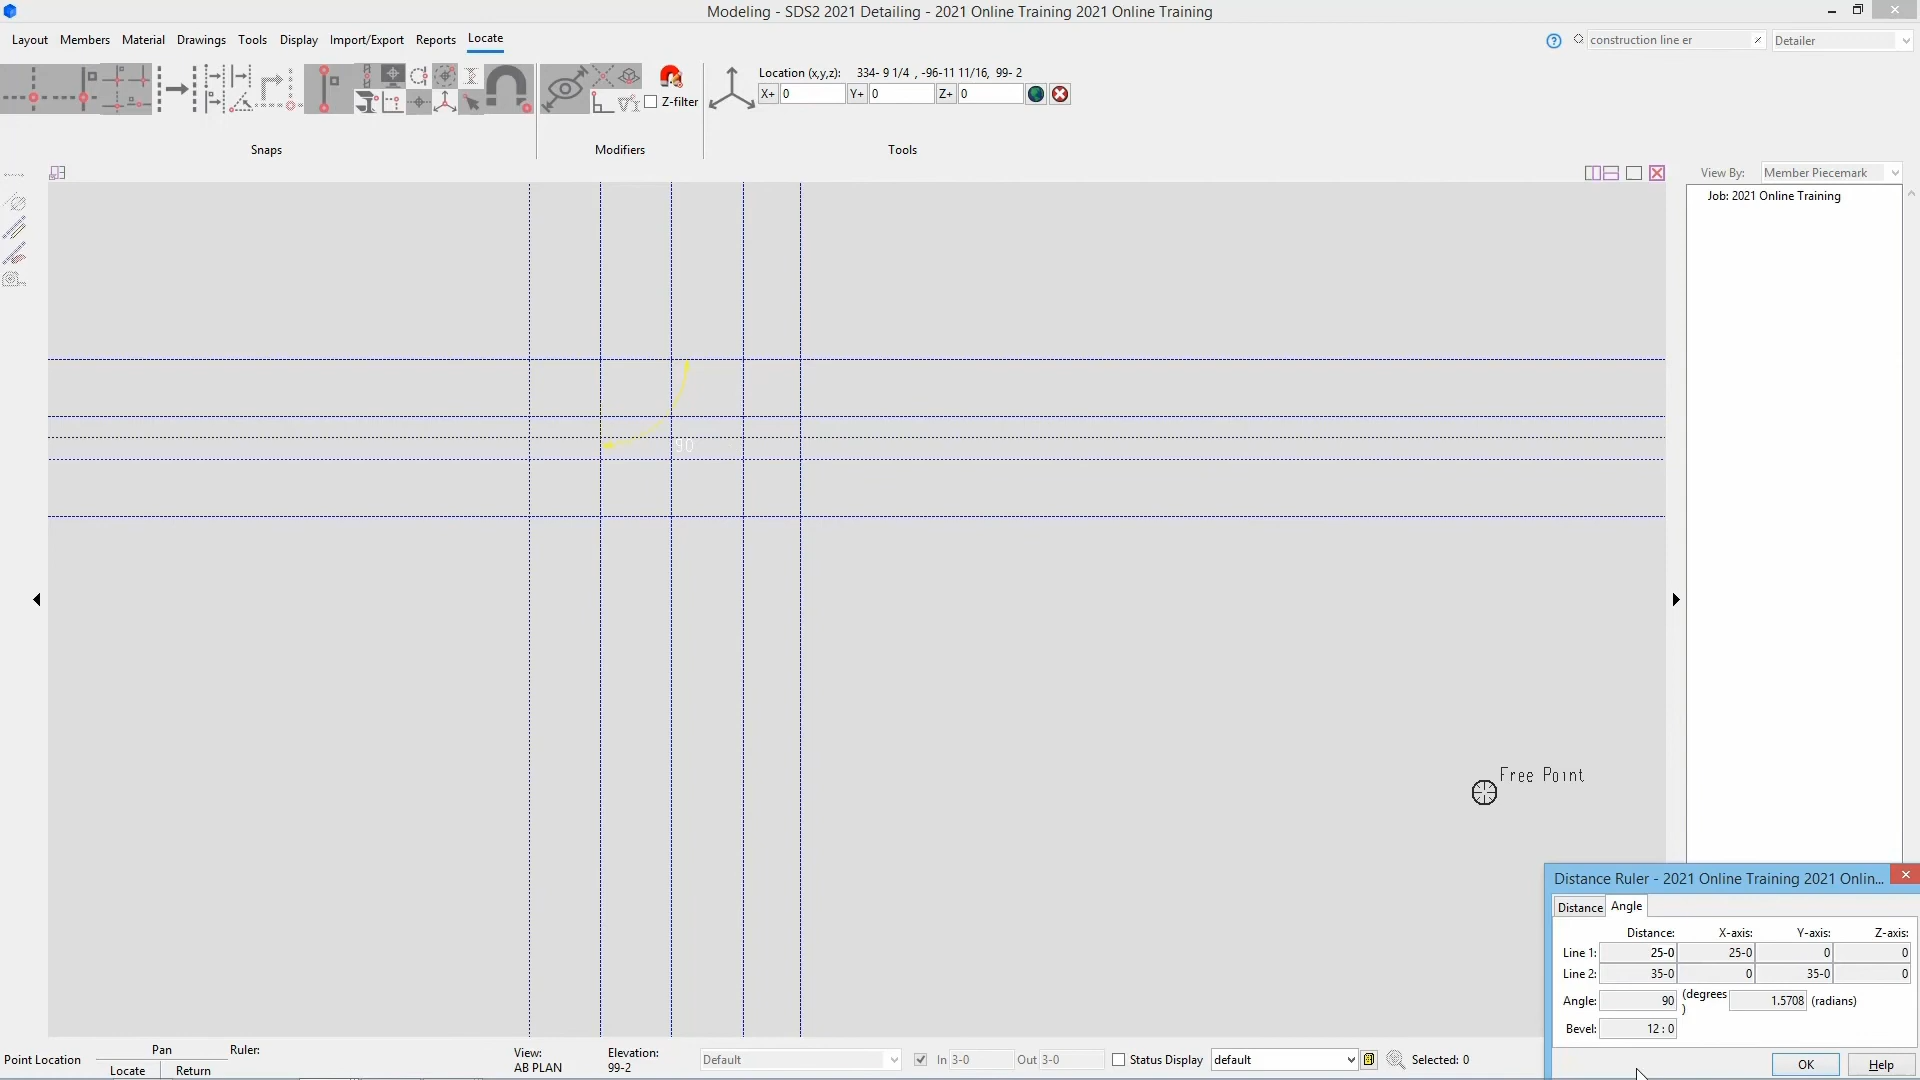 Modeling - SDS2 2021 Detailing - 2021 Online Training 2021 Online Training
Layout Members Material Drawings Tools Display Import/Export Reports Locate
construction line er
Detailer
Z-filter
Location (x,y,z): 334- 9 1/4 , -96-11 11/16, 99- 2
X+ 0 Y+ 0 Z+ 0
Snaps Modifiers Tools
View By: Member Piecemark
Job: 2021 Online Training
90
Free Point
Distance Ruler - 2021 Online Training 2021 Onlin...
Distance Angle
Distance: X-axis: Y-axis: Z-axis:
Line 1: 25-0 25-0 0 0
Line 2: 35-0 0 35-0 0
Angle: 90 (degrees) 1.5708 (radians)
Bevel: 12 : 0
OK Help
Point Location
Pan
Locate Return
Ruler:
View:
AB PLAN
Elevation:
99-2
Default
In 3-0 Out 3-0
Status Display default
Selected: 0